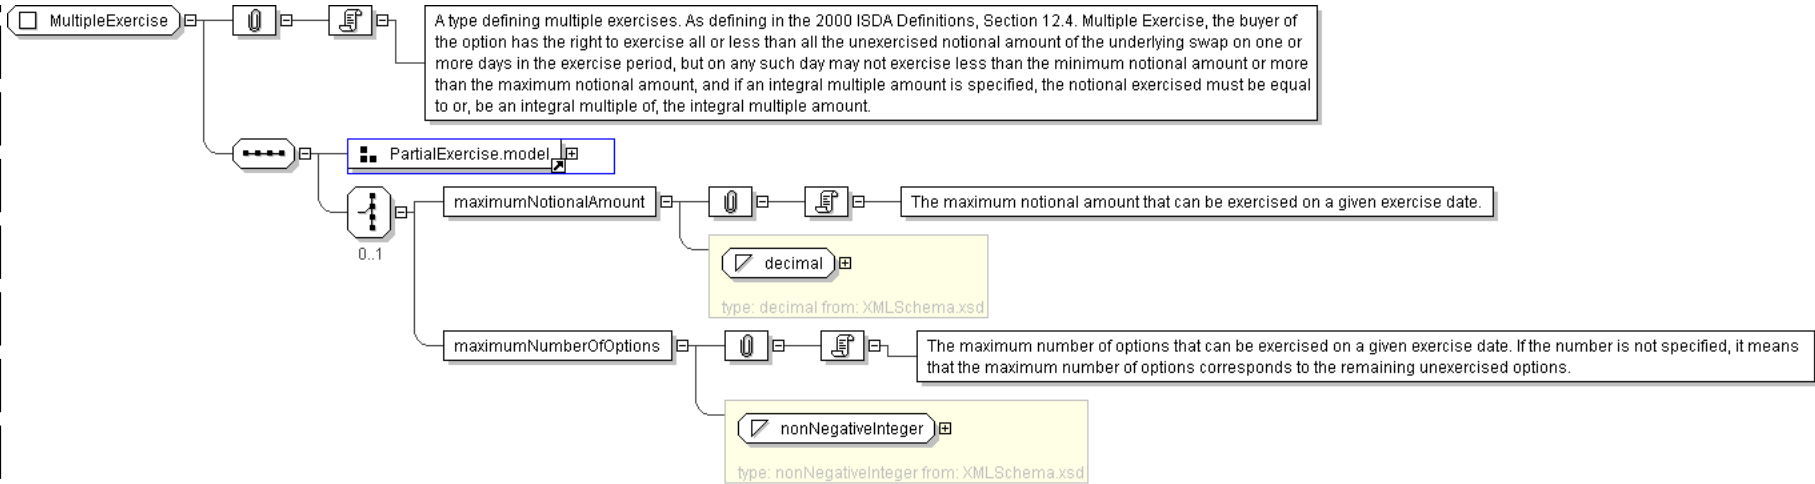 MultipleExercise
A type defining multiple exercises. As defining in the 2000 ISDA Definitions, Section 12.4. Multiple Exercise, the buyer of
the option has the right to exercise all or less than all the unexercised notional amount of the underlying swap on one or
more days in the exercise period, but on any such day may not exercise less than the minimum notional amount or more
than the maximum notional amount, and if an integral multiple amount is specified, the notional exercised must be equal
to or, be an integral multiple of, the integral multiple amount.
PartialExercise.model
0..1
maximumNotionalAmount
The maximum notional amount that can be exercised on a given exercise date.
decimal
type: decimal from: XMLSchema.xsd
maximumNumberOfOptions
The maximum number of options that can be exercised on a given exercise date. If the number is not specified, it means
that the maximum number of options corresponds to the remaining unexercised options.
nonNegativeInteger
type: nonNegativeInteger from: XMLSchema.xsd